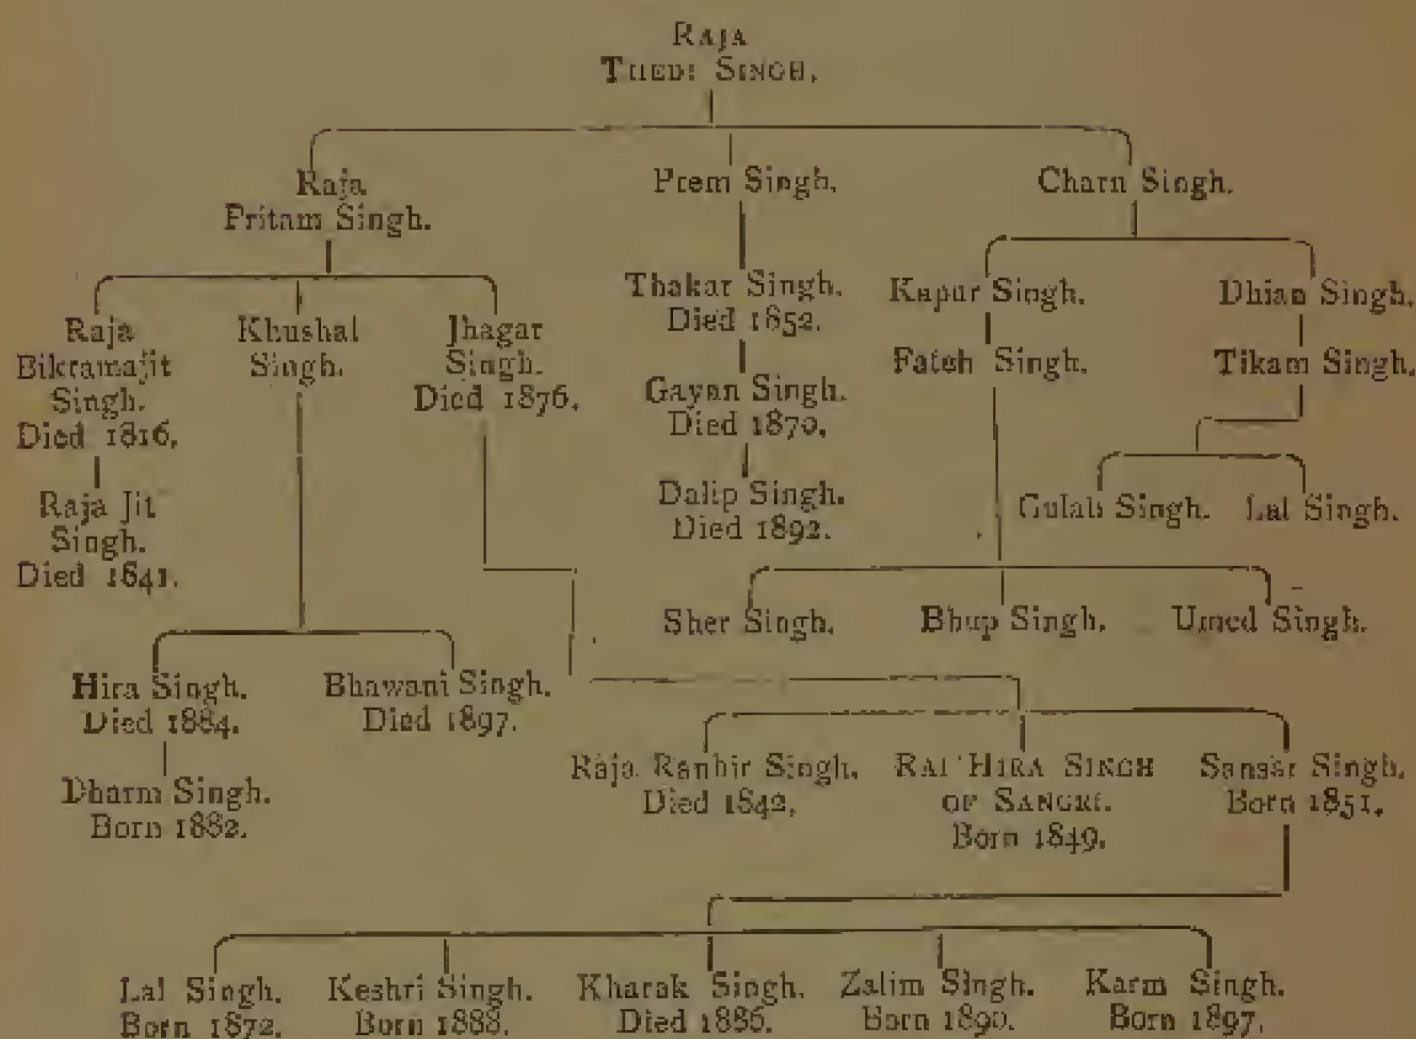 RAJA
THEDI SINGH.
Raja
Pritam Singh.
Prem Singh.
Charn Singh.
Raja
Bikramajit
Singh.
Died 1816.
Khushal
Singh.
Jhagar
Singh.
Died 1876.
Thakar Singh.
Died 1852.
Kapur Singh.
Dhian Singh.
Gayan Singh.
Died 1870.
Fateh Singh.
Tikam Singh.
Raja Jit
Singh.
Died 1841.
Dalip Singh.
Died 1892.
Gulab Singh.
Lal Singh.
Sher Singh.
Bhup Singh.
Umed Singh.
Hira Singh.
Died 1884.
Bhawani Singh.
Died 1897.
Dharm Singh.
Born 1882.
Raja Ranbir Singh.
Died 1842.
RAI HIRA SINGH
OF SANGRI.
Born 1849.
Sansar Singh.
Born 1851.
Lal Singh.
Born 1872.
Keshri Singh.
Born 1888.
Kharak Singh.
Died 1886.
Zalim Singh.
Born 1890.
Karm Singh.
Born 1897.